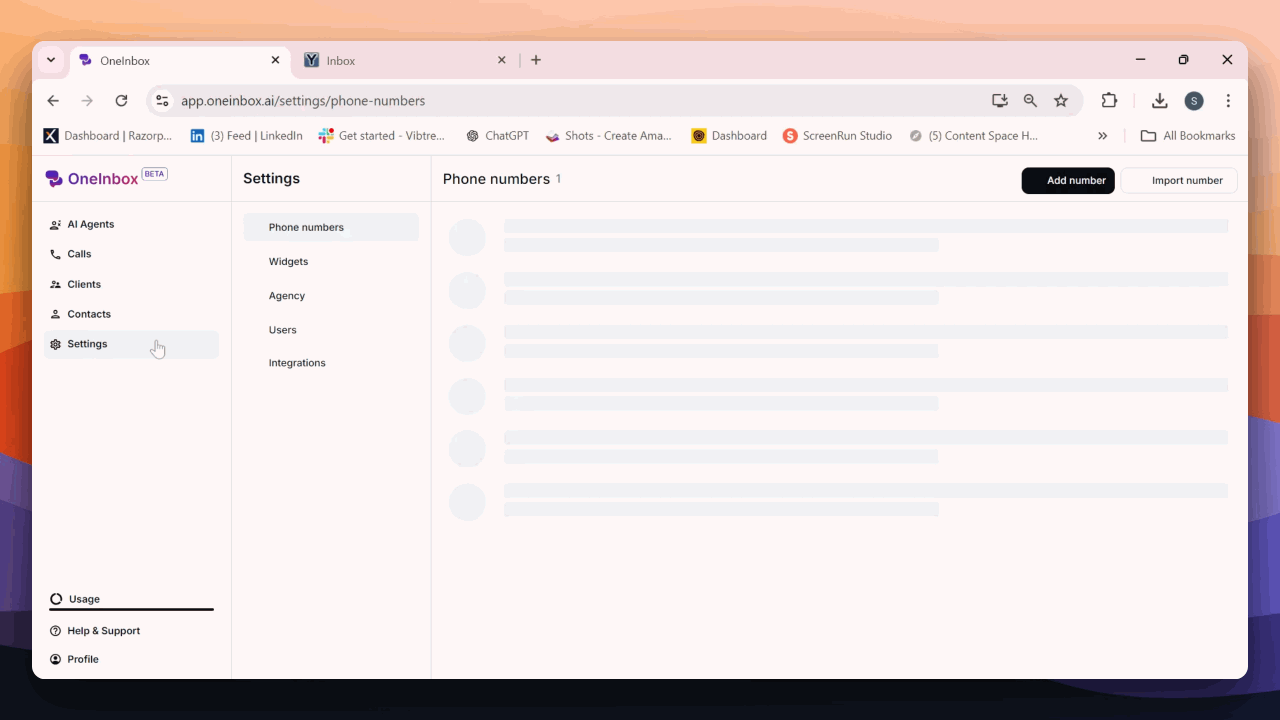 OneInbox
Inbox
app.oneinbox.ai/settings/phone-numbers
S
Dashboard | Razorp...
(3) Feed | LinkedIn
Get started - Vibtre...
ChatGPT
Shots - Create Ama...
Dashboard
ScreenRun Studio
(5) Content Space H...
All Bookmarks
OneInbox BETA
AI Agents
Calls
Clients
Contacts
Settings
Usage
Help & Support
Profile
Settings
Phone numbers
Widgets
Agency
Users
Integrations
Phone numbers 1
Add number
Import number